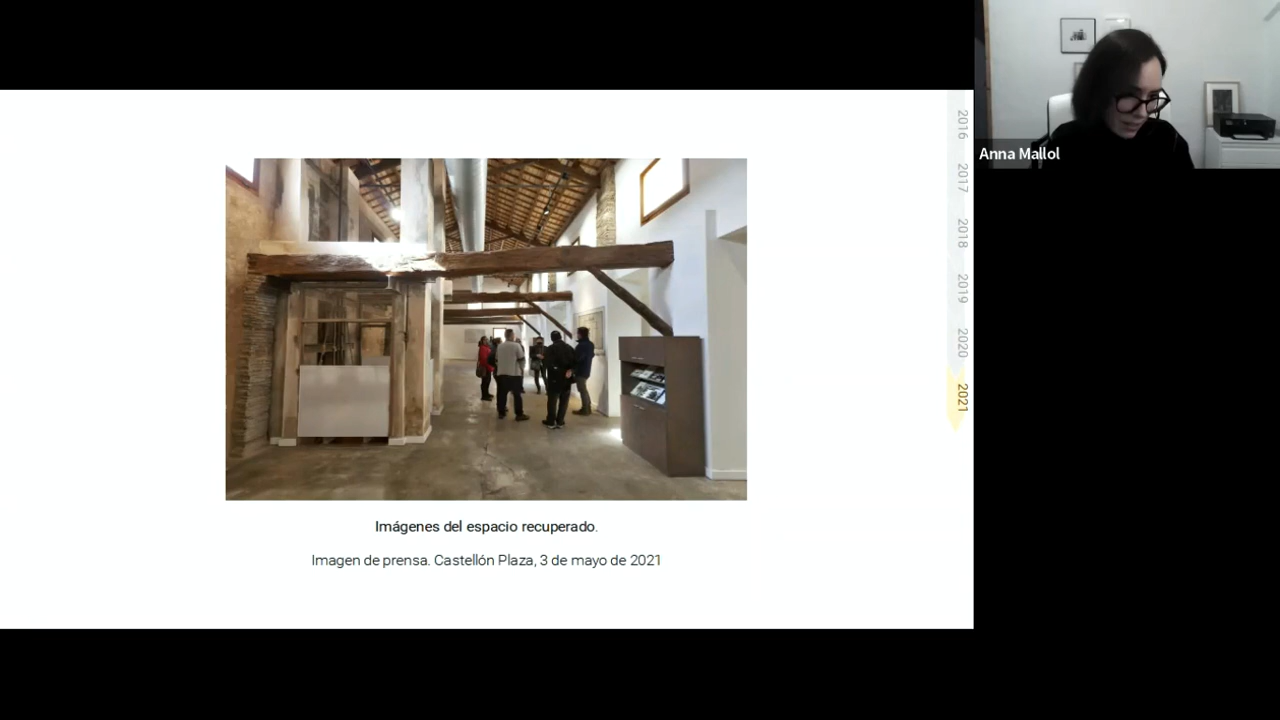 2016
2017
2018
2019
2020
2021
Anna Mallol
Imágenes del espacio recuperado.
Imagen de prensa. Castellón Plaza, 3 de mayo de 2021